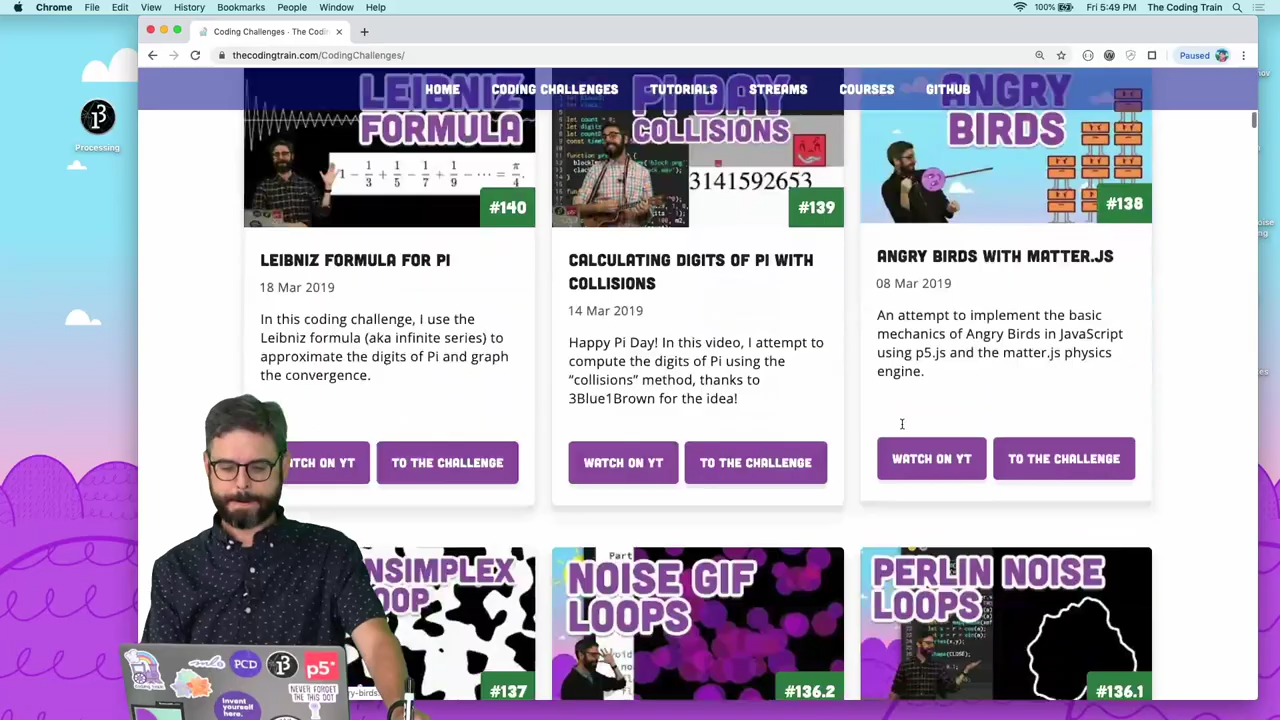 Chrome File Edit View History Bookmarks People Window Help
100% Fri 5:49 PM The Coding Train
Coding Challenges · The Codin
thecodingtrain.com/CodingChallenges/
Paused
HOME CODING CHALLENGES TUTORIALS STREAMS COURSES GITHUB
Processing
LEIBNIZ
FORMULA
#140
PI DAY
COLLISIONS
3141592653
#139
ANGRY
BIRDS
#138
LEIBNIZ FORMULA FOR PI
18 Mar 2019
In this coding challenge, I use the
Leibniz formula (aka infinite series) to
approximate the digits of Pi and graph
the convergence.
WATCH ON YT TO THE CHALLENGE
CALCULATING DIGITS OF PI WITH
COLLISIONS
14 Mar 2019
Happy Pi Day! In this video, I attempt to
compute the digits of Pi using the
“collisions” method, thanks to
3Blue1Brown for the idea!
WATCH ON YT TO THE CHALLENGE
ANGRY BIRDS WITH MATTER.JS
08 Mar 2019
An attempt to implement the basic
mechanics of Angry Birds in JavaScript
using p5.js and the matter.js physics
engine.
WATCH ON YT TO THE CHALLENGE
NSIMPLEX
OOP
#137
NOISE GIF
LOOPS
#136.2
PERLIN NOISE
LOOPS
#136.1
PCD
p5*
NEVER FORGET
THE THIS DOT
Invent
yourself
here.